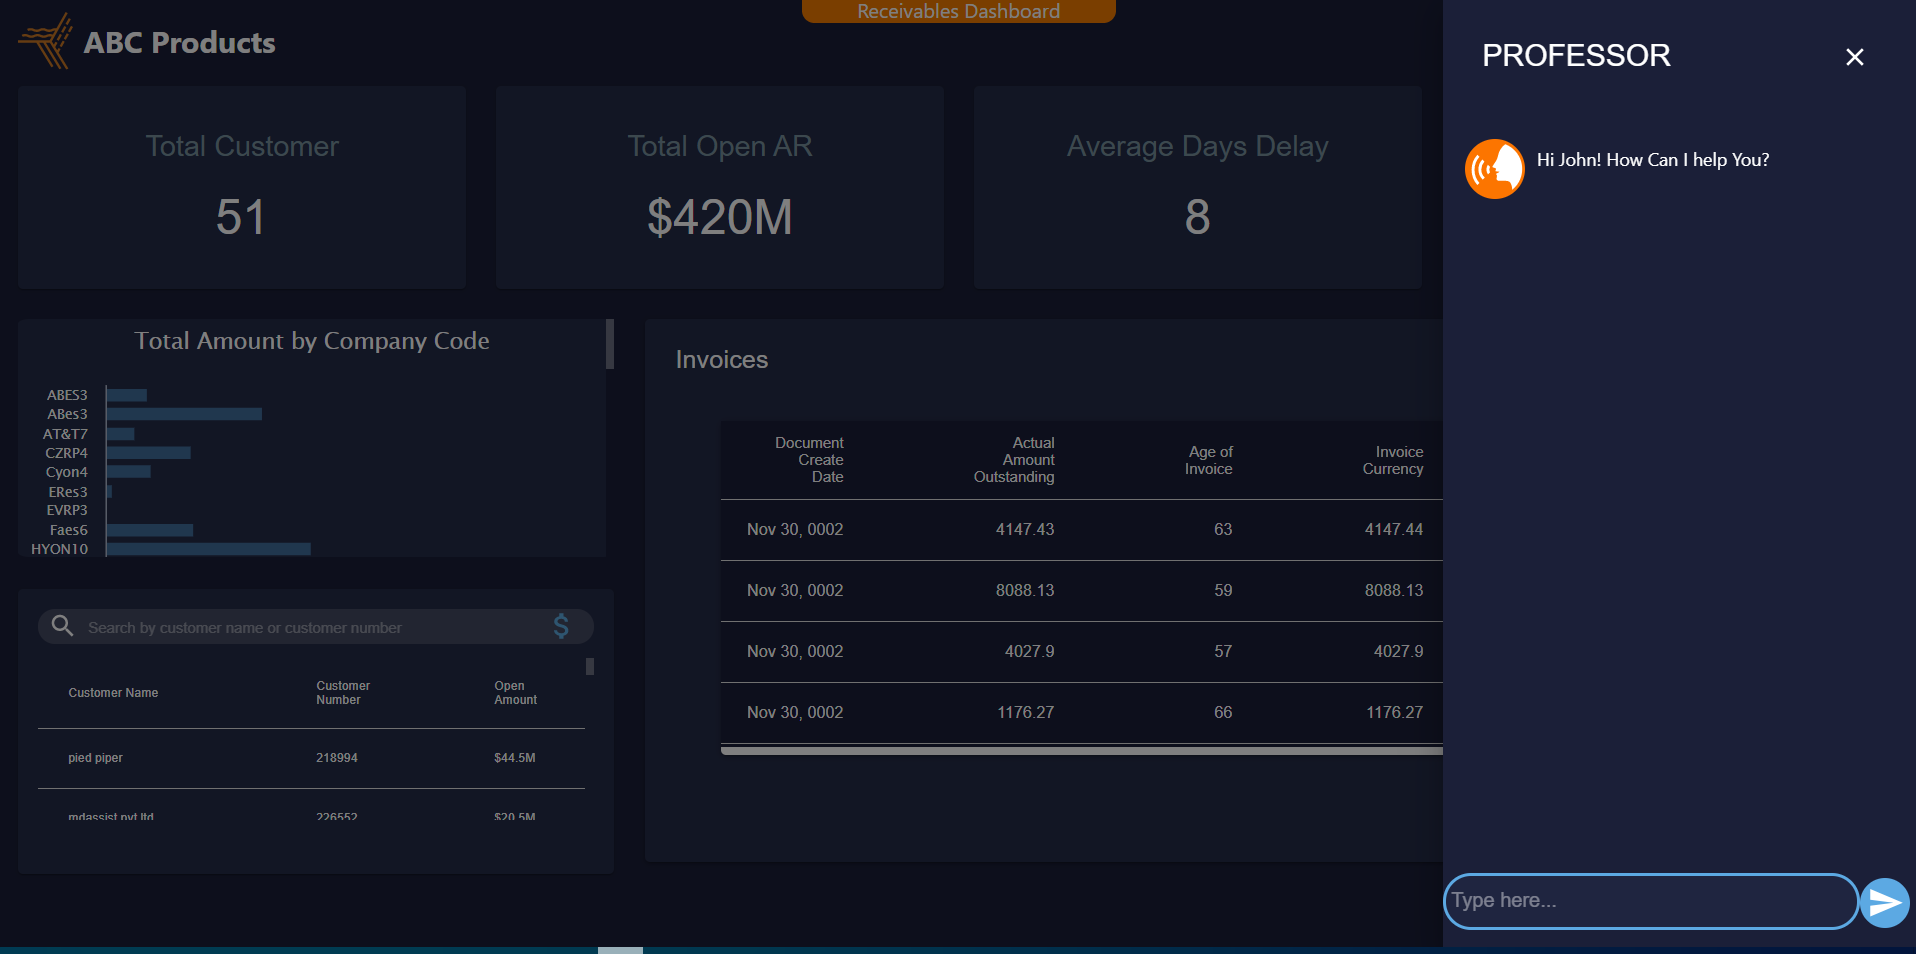 Receivables Dashboard
ABC Products
PROFESSOR
Total Customer
51
Total Open AR
$420M
Average Days Delay
8
Hi John! How Can I help You?
Total Amount by Company Code
ABES3
ABes3
AT&T7
CZRP4
Cyon4
ERes3
EVRP3
Faes6
HYON10
Search by customer name or customer number
$
Customer Name Customer Number Open Amount
pied piper 218994 $44.5M
mdassist pvt ltd 226552 $20.5M
Invoices
Document Create Date Actual Amount Outstanding Age of Invoice Invoice Currency
Nov 30, 0002 4147.43 63 4147.44
Nov 30, 0002 8088.13 59 8088.13
Nov 30, 0002 4027.9 57 4027.9
Nov 30, 0002 1176.27 66 1176.27
Type here...